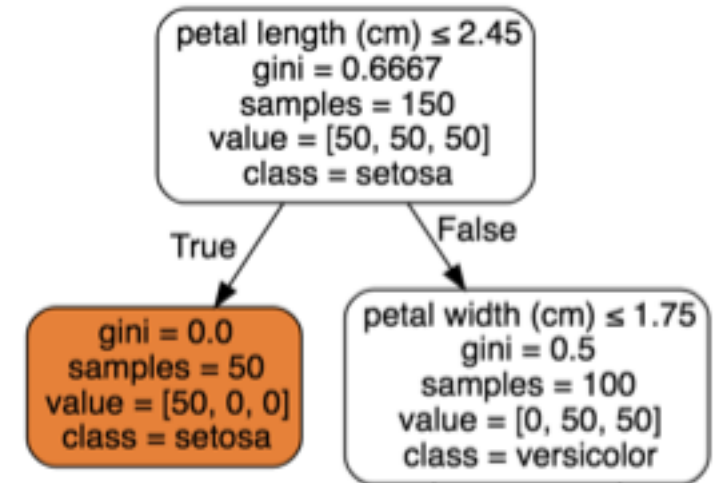 petal length (cm) ≤ 2.45
gini = 0.6667
samples = 150
value = [50, 50, 50]
class = setosa
True
False
gini = 0.0
samples = 50
value = [50, 0, 0]
class = setosa
petal width (cm) ≤ 1.75
gini = 0.5
samples = 100
value = [0, 50, 50]
class = versicolor